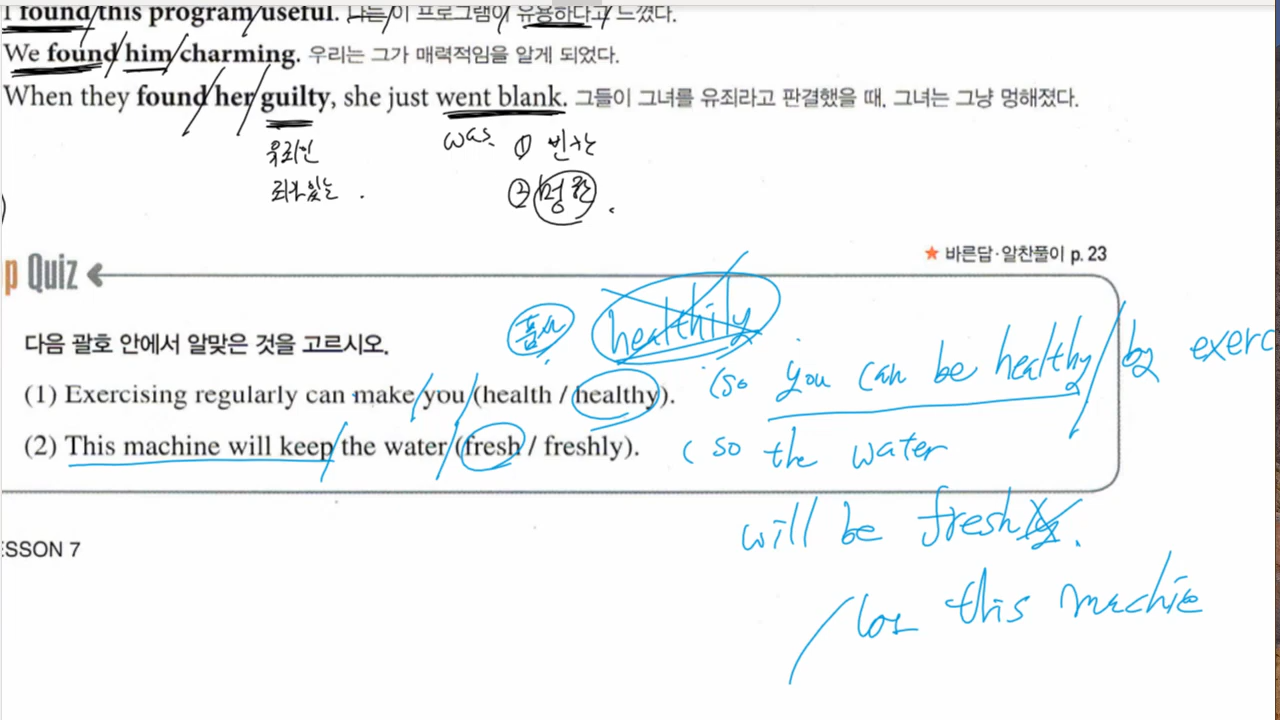 I found this program useful. 나는 이 프로그램이 유용하다고 느꼈다.
We found him charming. 우리는 그가 매력적임을 알게 되었다.
When they found her guilty, she just went blank. 그들이 그녀를 유죄라고 판결했을 때, 그녀는 그냥 멍해졌다.
was ① 빈
유죄인
② 멍한
죄가 있는
p Quiz
★ 바른답·알찬풀이 p. 23
healthily
다음 괄호 안에서 알맞은 것을 고르시오.
(so you can be healthy by exerc
(1) Exercising regularly can make you (health / healthy).
(2) This machine will keep the water (fresh / freshly).
(so the water
will be fresh
ESSON 7
this machie